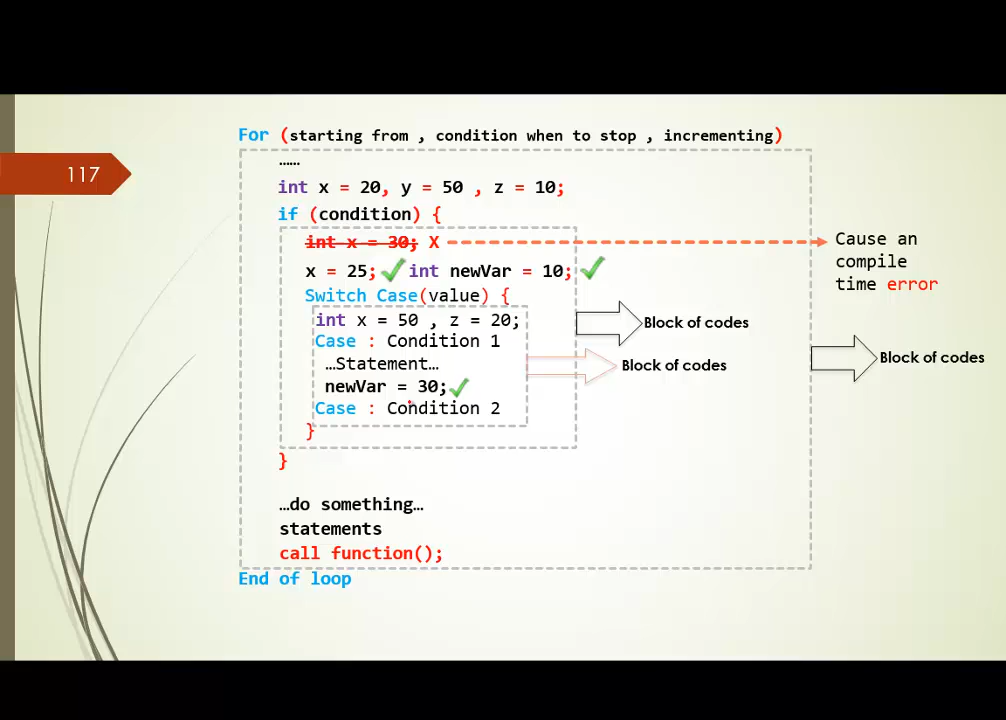 For (starting from , condition when to stop , incrementing)
……
117
int x = 20, y = 50 , z = 10;
if (condition) {
int x = 30; X
Cause an
compile
time error
x = 25; int newVar = 10;
Switch Case(value) {
int x = 50 , z = 20;
Block of codes
Case : Condition 1
…Statement…
Block of codes
Block of codes
newVar = 30;
Case : Condition 2
}
}
…do something…
statements
call function();
End of loop